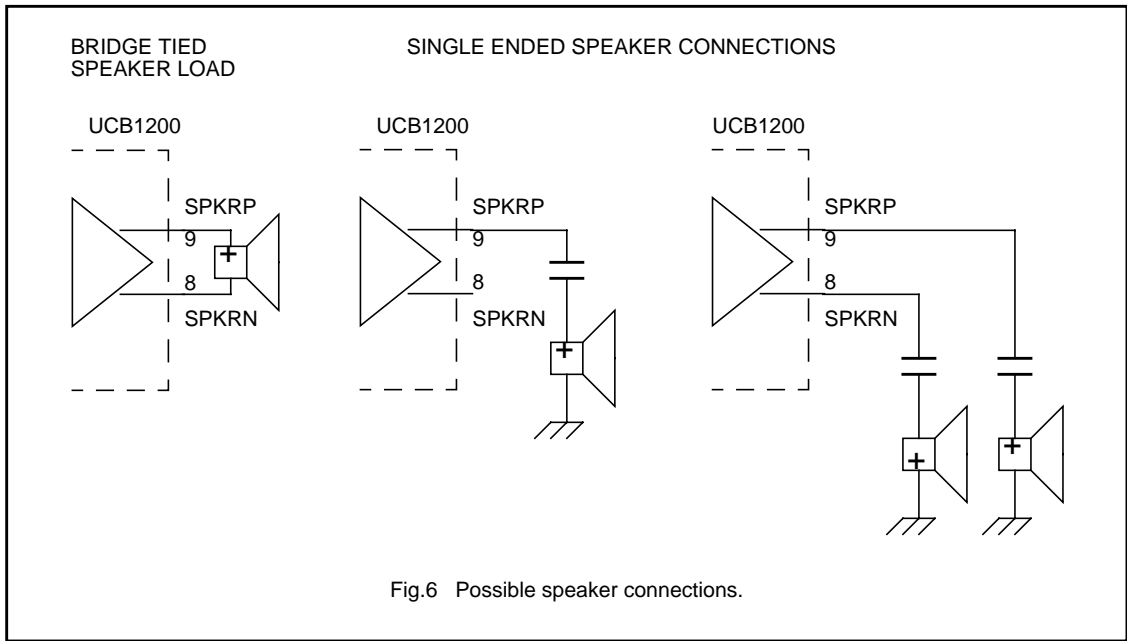 BRIDGE TIED
SPEAKER LOAD
SINGLE ENDED SPEAKER CONNECTIONS
UCB1200
SPKRP
9
8
SPKRN
+
UCB1200
SPKRP
9
8
SPKRN
+
UCB1200
SPKRP
9
8
SPKRN
+
+
Fig.6 Possible speaker connections.